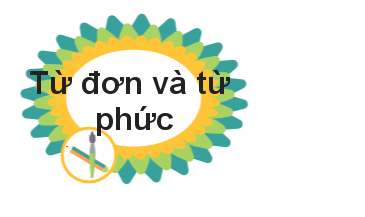 Từ đơn và từ
phức